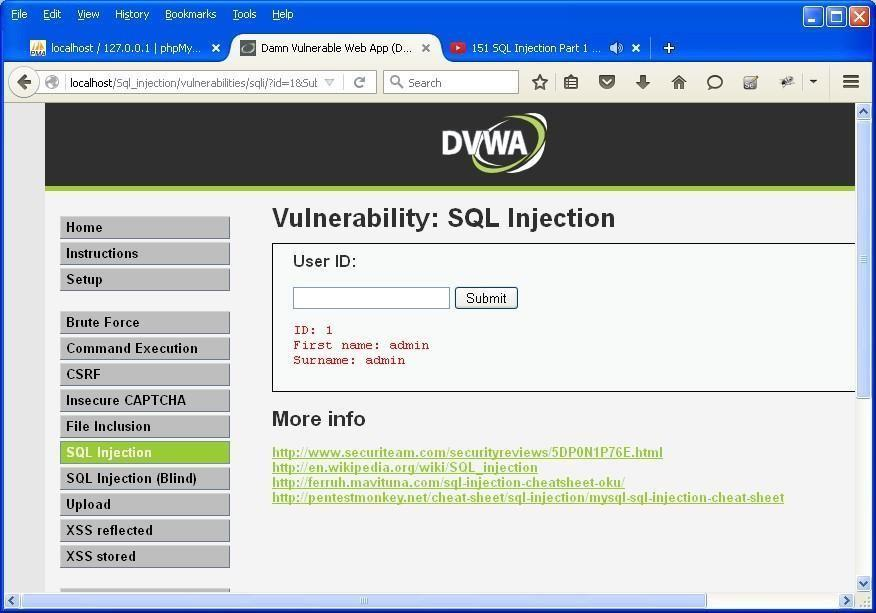 File Edit View History Bookmarks Tools Help
localhost / 127.0.0.1 | phpMy...
Damn Vulnerable Web App (D...
151 SQL Injection Part 1 ...
localhost/Sql_injection/vulnerabilities/sqli/?id=1&Sub
Search
DVWA
Home
Instructions
Setup
Brute Force
Command Execution
CSRF
Insecure CAPTCHA
File Inclusion
SQL Injection
SQL Injection (Blind)
Upload
XSS reflected
XSS stored
Vulnerability: SQL Injection
User ID:
Submit
ID: 1
First name: admin
Surname: admin
More info
http://www.securiteam.com/securityreviews/5DP0N1P76E.html
http://en.wikipedia.org/wiki/SQL_injection
http://ferruh.mavituna.com/sql-injection-cheatsheet-oku/
http://pentestmonkey.net/cheat-sheet/sql-injection/mysql-sql-injection-cheat-sheet